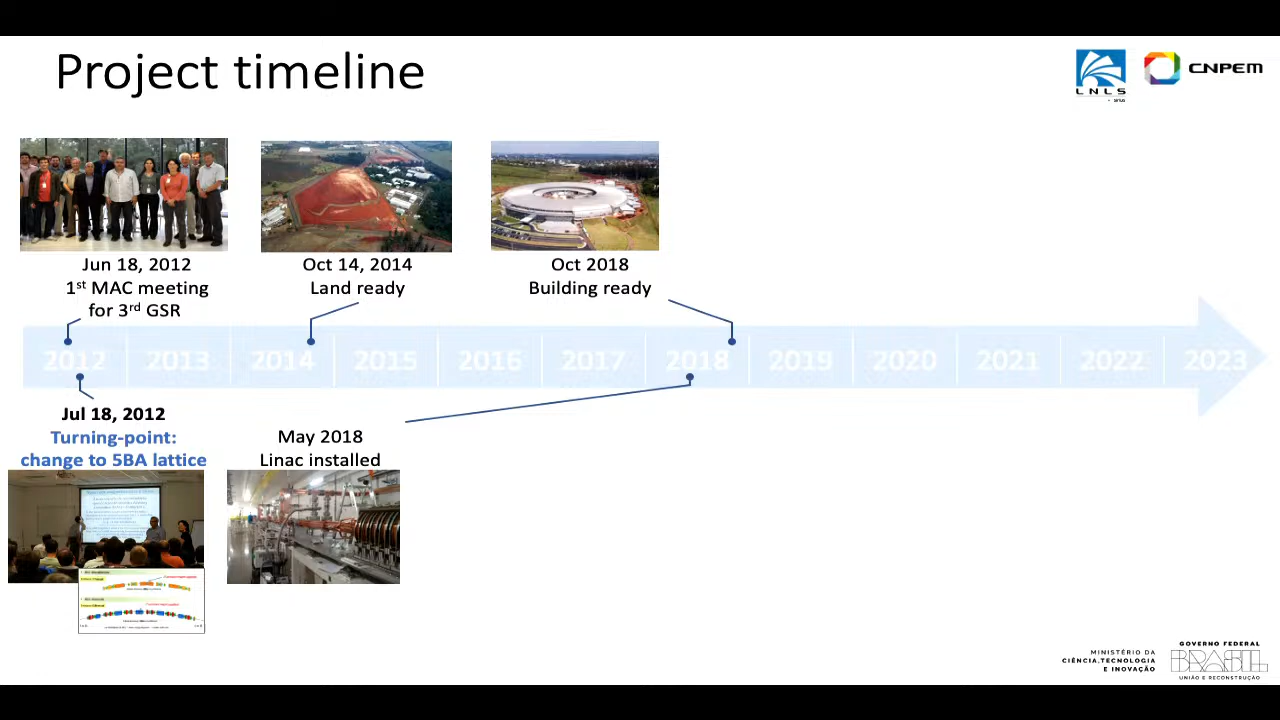 Project timeline
LNLS
CNPEM
Jun 18, 2012
1st MAC meeting
for 3rd GSR
Oct 14, 2014
Land ready
Oct 2018
Building ready
2012 2013 2014 2015 2016 2017 2018 2019 2020 2021 2022 2023
Jul 18, 2012
Turning-point:
change to 5BA lattice
May 2018
Linac installed
MINISTÉRIO DA
CIÊNCIA, TECNOLOGIA
E INOVAÇÃO
GOVERNO FEDERAL
BRASIL
UNIÃO E RECONSTRUÇÃO